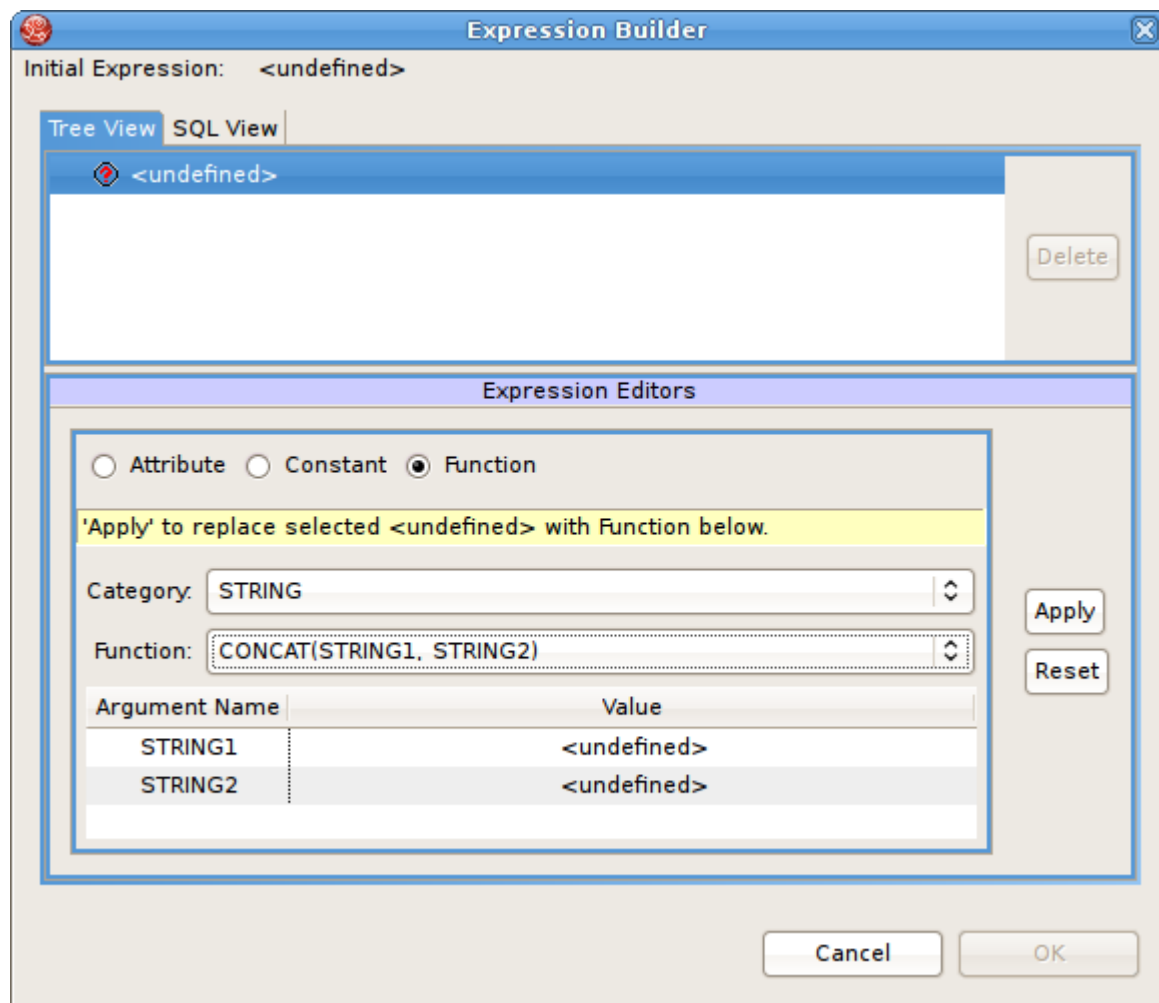 Expression Builder
Initial Expression: <undefined>
Tree View SQL View
<undefined>
Delete
Expression Editors
Attribute Constant Function
'Apply' to replace selected <undefined> with Function below.
Category: STRING
Apply
Function: CONCAT(STRING1, STRING2)
Reset
Argument Name Value
STRING1 <undefined>
STRING2 <undefined>
Cancel OK